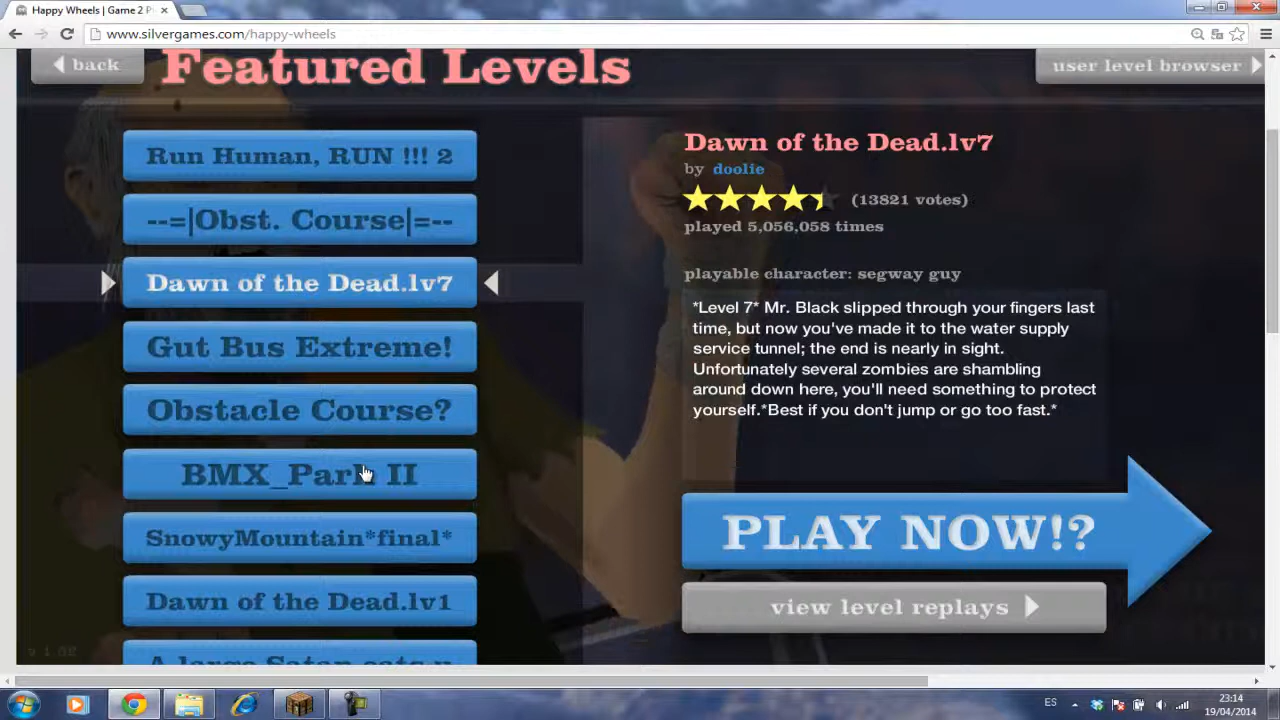 Happy Wheels | Game 2 P
www.silvergames.com/happy-wheels
back
Featured Levels
user level browser
Run Human, RUN !!! 2
--=|Obst. Course|=--
Dawn of the Dead.lv7
Gut Bus Extreme!
Obstacle Course?
BMX_Park II
SnowyMountain*final*
Dawn of the Dead.lv1
A large Satan eats u
Dawn of the Dead.lv7
by doolie
(13821 votes)
played 5,056,058 times
playable character: segway guy
*Level 7* Mr. Black slipped through your fingers last
time, but now you've made it to the water supply
service tunnel; the end is nearly in sight.
Unfortunately several zombies are shambling
around down here, you'll need something to protect
yourself.*Best if you don't jump or go too fast.*
PLAY NOW!?
view level replays
v 1.52
ES
23:14
19/04/2014